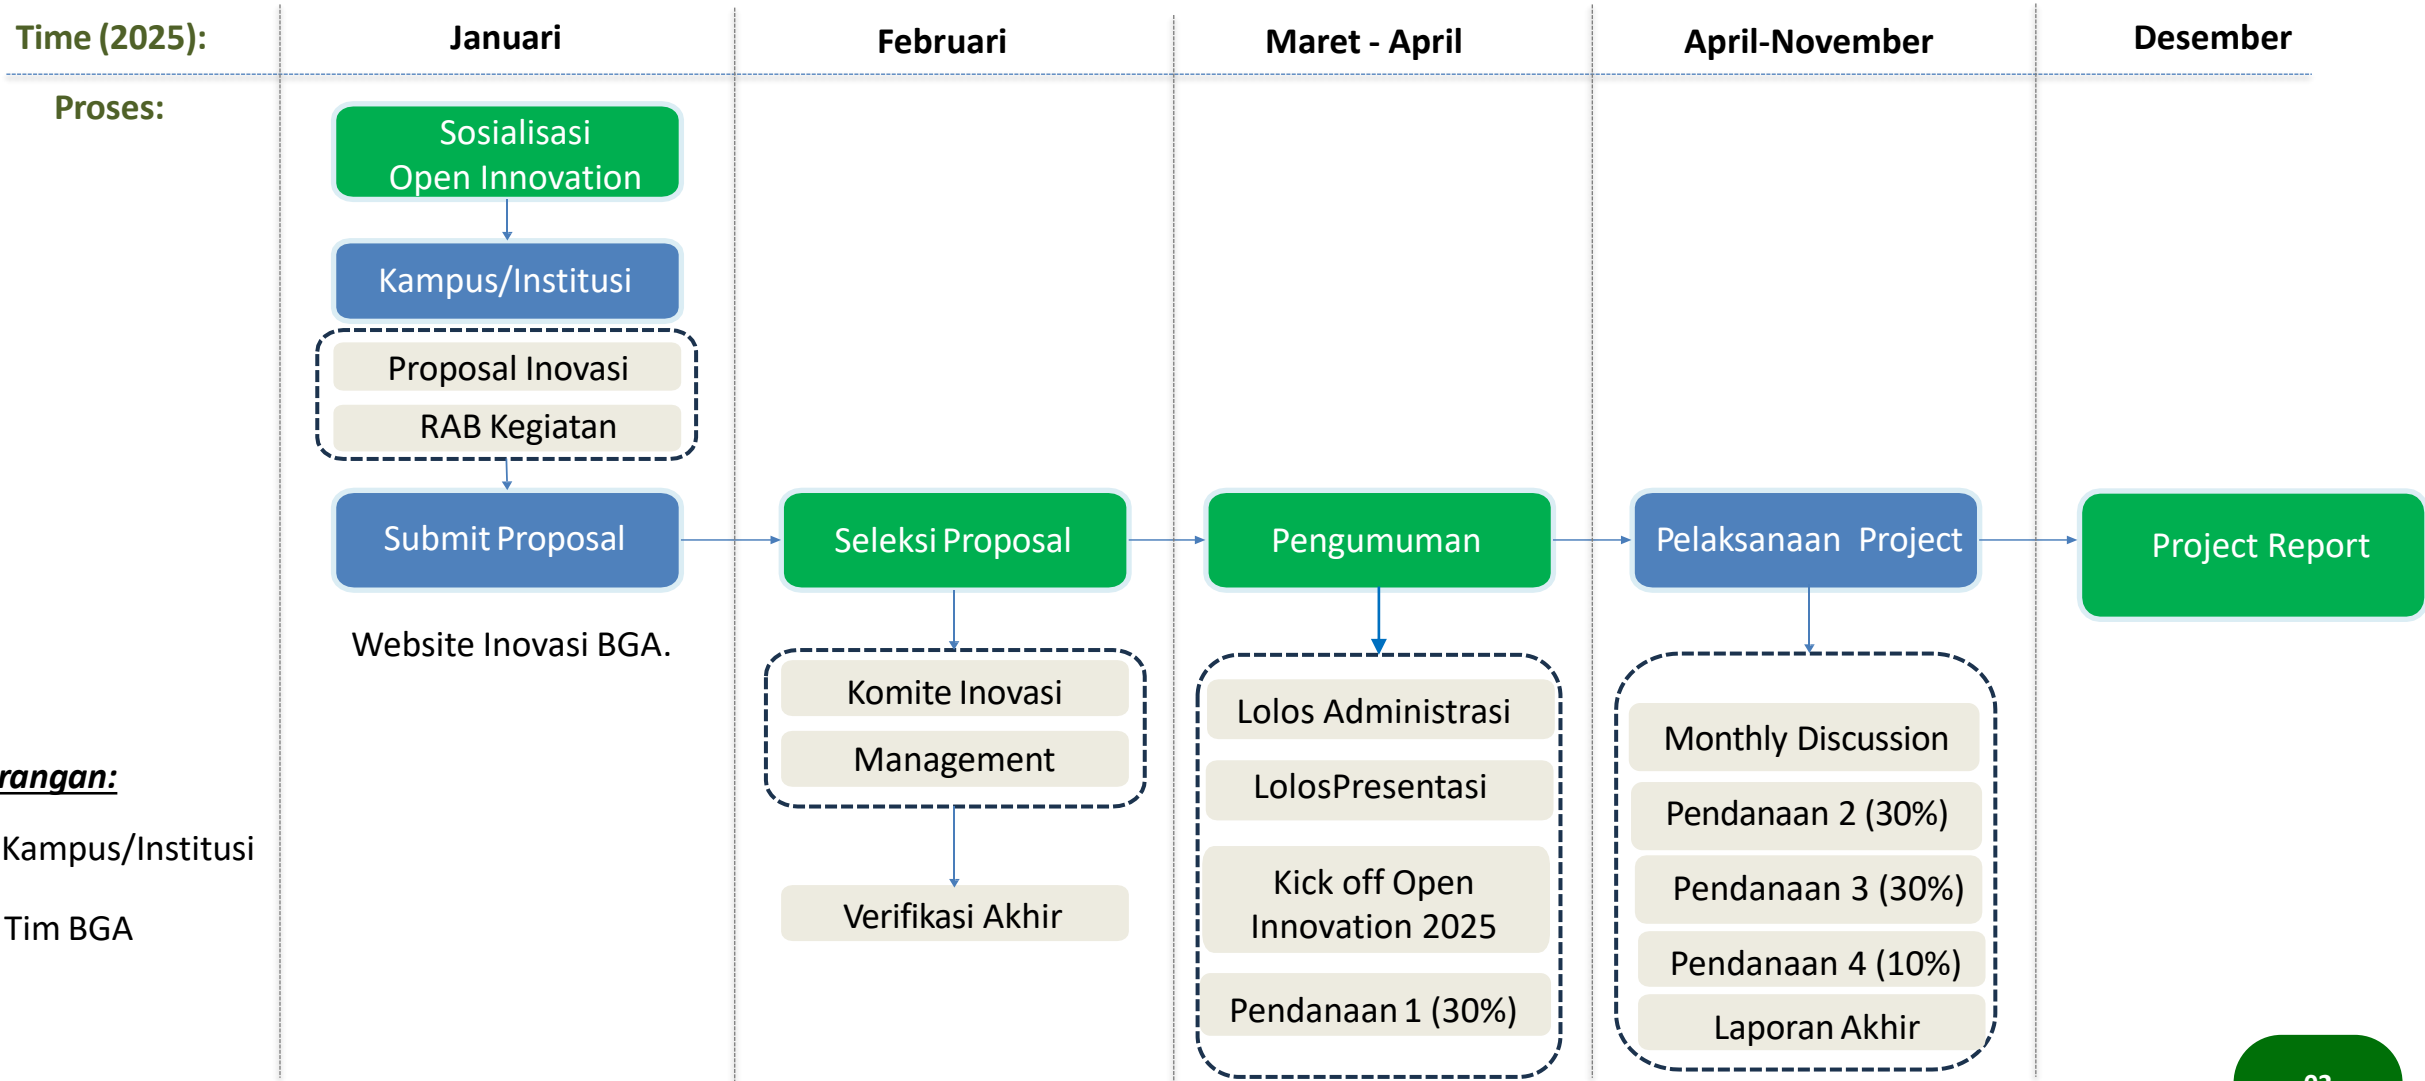 Time (2025):
Januari
Februari
Maret - April
April-November
Desember
Proses:
Sosialisasi
Open Innovation
Kampus/Institusi
Proposal Inovasi
RAB Kegiatan
Submit Proposal
Website Inovasi BGA.
Seleksi Proposal
Komite Inovasi
Management
Verifikasi Akhir
Pengumuman
Lolos Administrasi
LolosPresentasi
Kick off Open
Innovation 2025
Pendanaan 1 (30%)
Pelaksanaan Project
Monthly Discussion
Pendanaan 2 (30%)
Pendanaan 3 (30%)
Pendanaan 4 (10%)
Laporan Akhir
Project Report
rangan:
Kampus/Institusi
Tim BGA